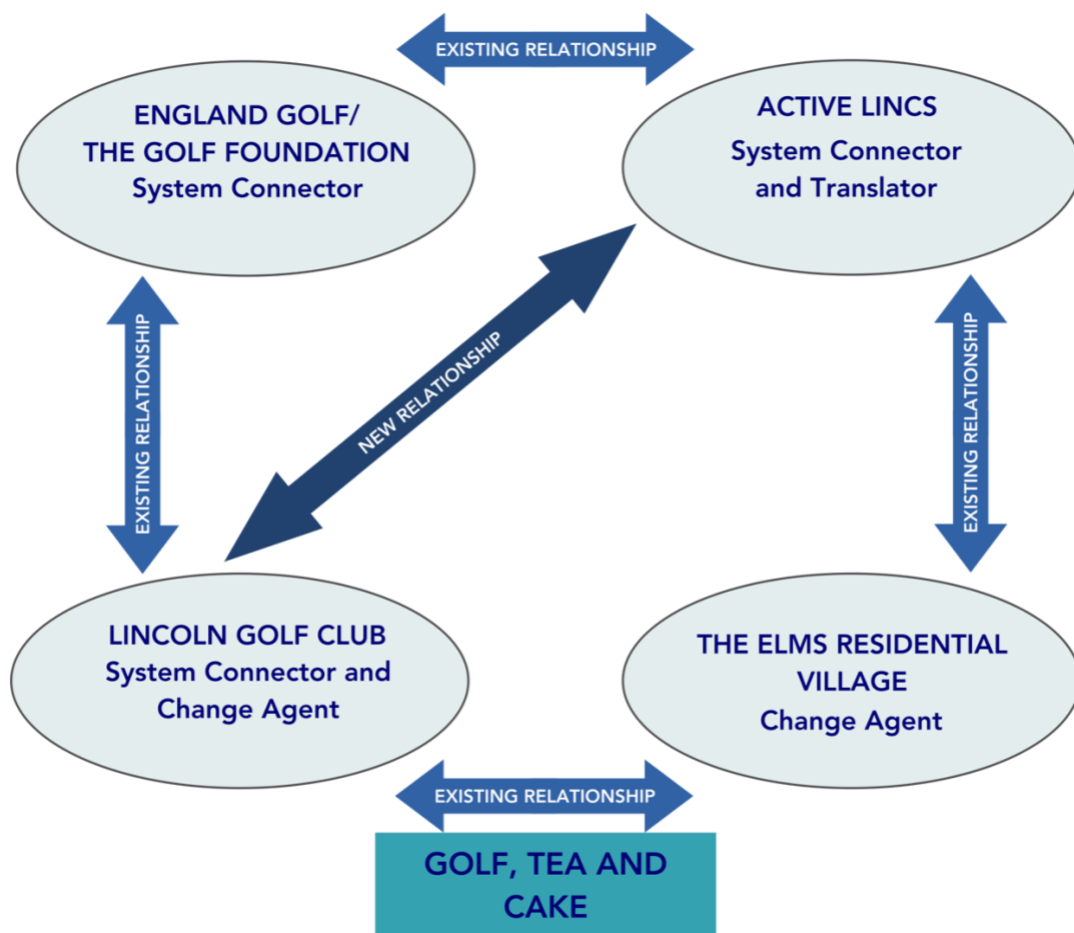 EXISTING RELATIONSHIP
ENGLAND GOLF/
THE GOLF FOUNDATION
System Connector
ACTIVE LINCS
System Connector
and Translator
EXISTING RELATIONSHIP
NEW RELATIONSHIP
EXISTING RELATIONSHIP
LINCOLN GOLF CLUB
System Connector and
Change Agent
THE ELMS RESIDENTIAL
VILLAGE
Change Agent
EXISTING RELATIONSHIP
GOLF, TEA AND
CAKE